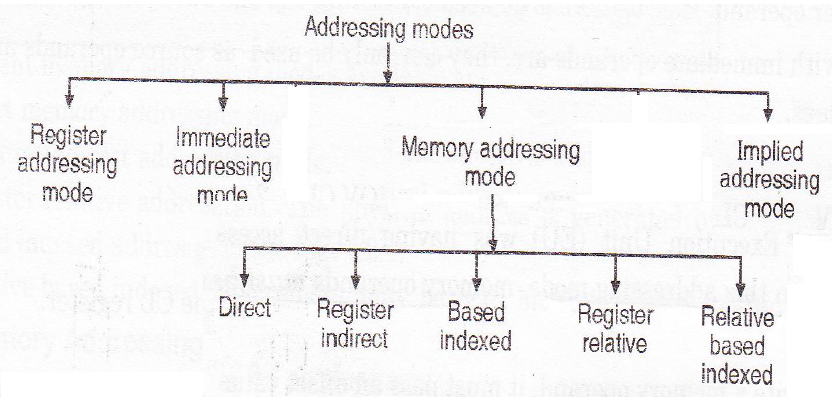 Addressing modes
Register
addressing
mode
Immediate
addressing
mode
Memory addressing
mode
Implied
addressing
mode
Direct
Register
indirect
Based
indexed
Register
relative
Relative
based
indexed